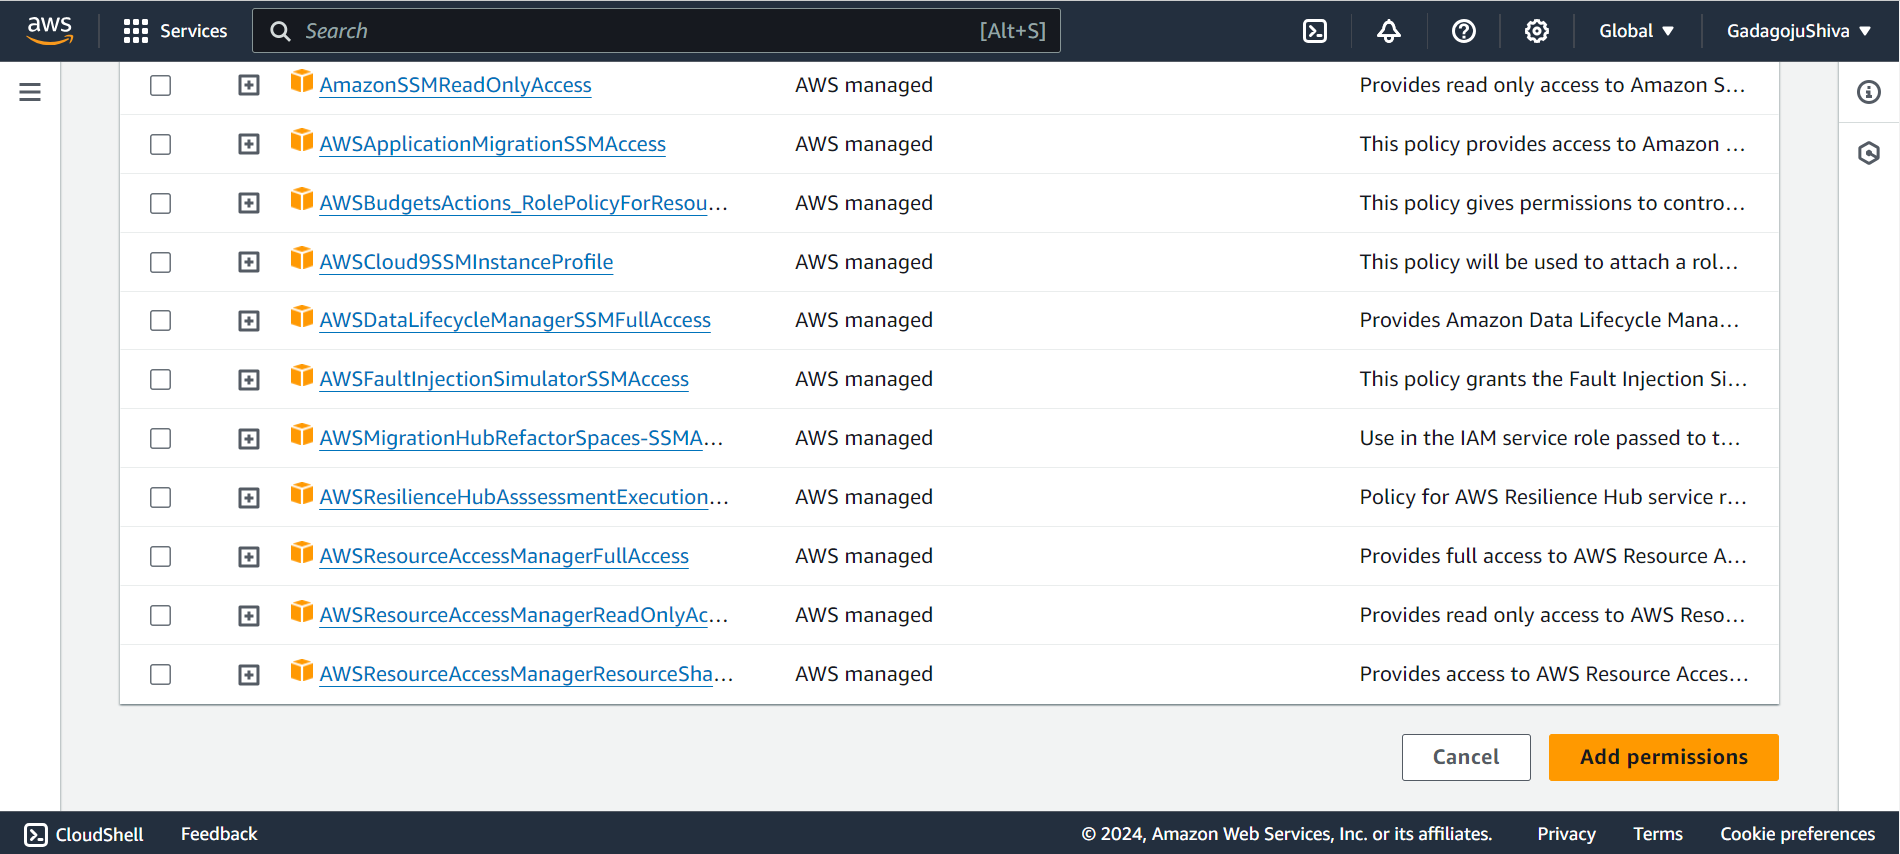 aws Services Search [Alt+S] Global GadagojuShiva
AmazonSSMReadOnlyAccess AWS managed Provides read only access to Amazon S...
AWSApplicationMigrationSSMAccess AWS managed This policy provides access to Amazon ...
AWSBudgetsActions_RolePolicyForResou... AWS managed This policy gives permissions to contro...
AWSCloud9SSMInstanceProfile AWS managed This policy will be used to attach a rol...
AWSDataLifecycleManagerSSMFullAccess AWS managed Provides Amazon Data Lifecycle Mana...
AWSFaultInjectionSimulatorSSMAccess AWS managed This policy grants the Fault Injection Si...
AWSMigrationHubRefactorSpaces-SSMA... AWS managed Use in the IAM service role passed to t...
AWSResilienceHubAsssessmentExecution... AWS managed Policy for AWS Resilience Hub service r...
AWSResourceAccessManagerFullAccess AWS managed Provides full access to AWS Resource A...
AWSResourceAccessManagerReadOnlyAc... AWS managed Provides read only access to AWS Reso...
AWSResourceAccessManagerResourceSha... AWS managed Provides access to AWS Resource Acces...
Cancel Add permissions
CloudShell Feedback © 2024, Amazon Web Services, Inc. or its affiliates. Privacy Terms Cookie preferences